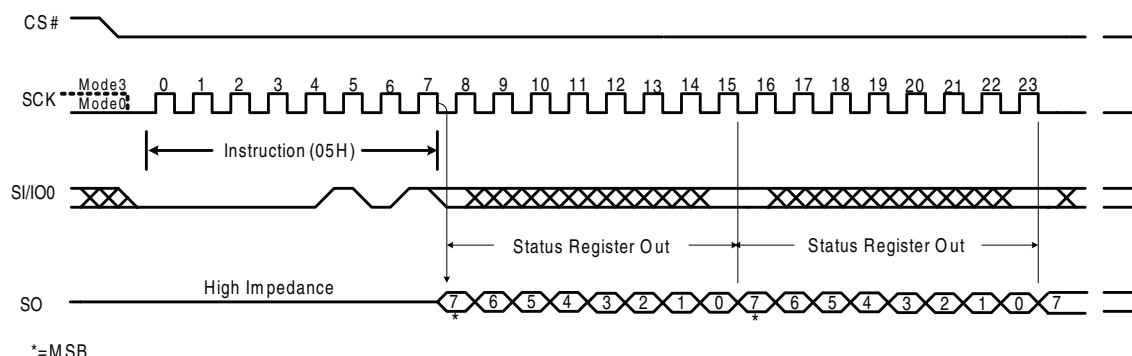 CS#
Mode3
SCK
Mode0
0 1 2 3 4 5 6 7 8 9 10 11 12 13 14 15 16 17 18 19 20 21 22 23
Instruction (05H)
SI/IO0
Status Register Out
Status Register Out
High Impedance
SO
7 6 5 4 3 2 1 0 7 6 5 4 3 2 1 0 7
* *
*=MSB